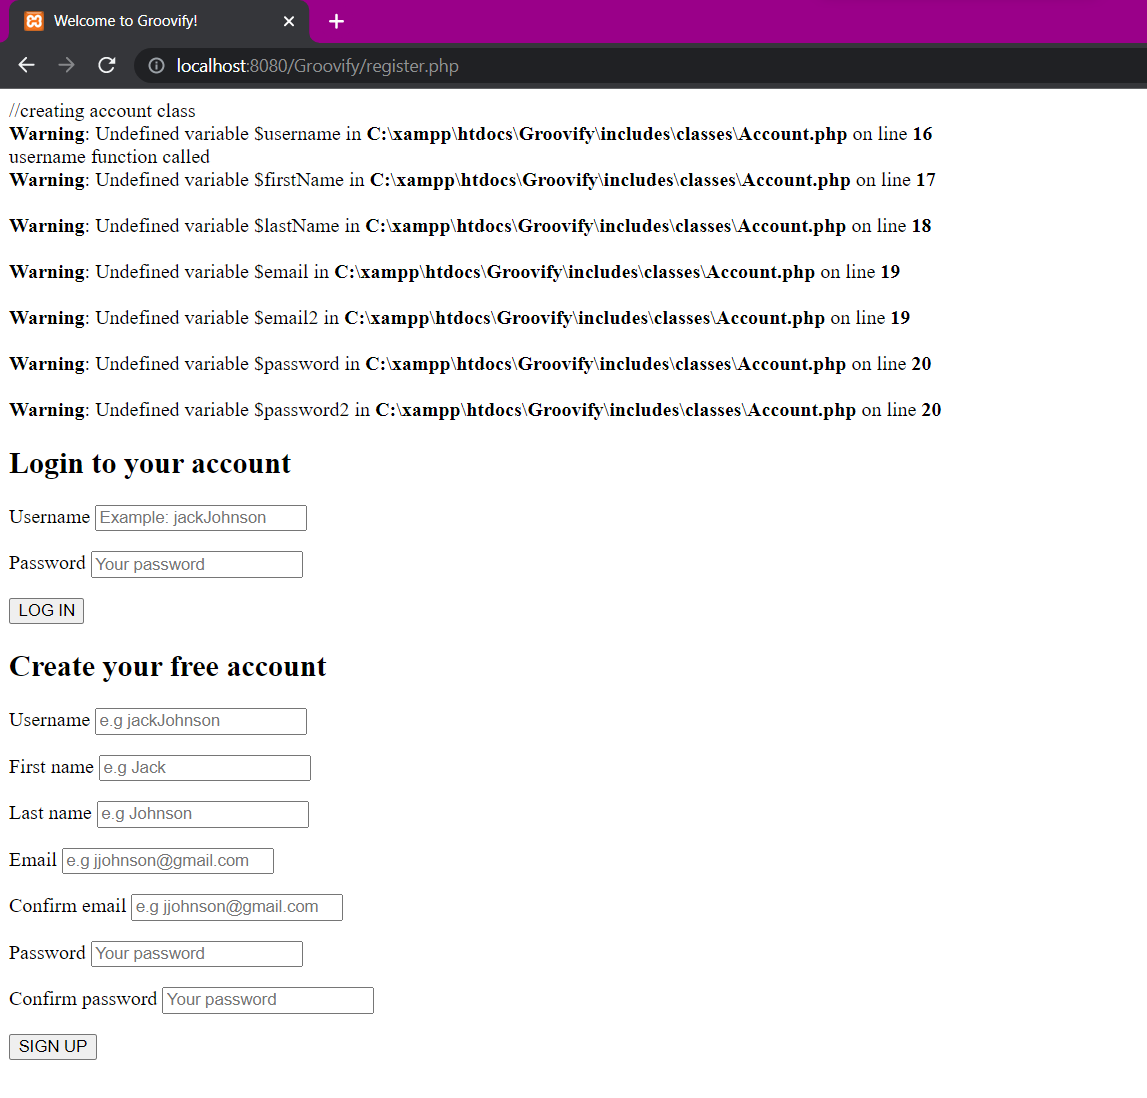 Welcome to Groovify!
localhost:8080/Groovify/register.php
//creating account class
Warning: Undefined variable $username in C:\xampp\htdocs\Groovify\includes\classes\Account.php on line 16
username function called
Warning: Undefined variable $firstName in C:\xampp\htdocs\Groovify\includes\classes\Account.php on line 17
Warning: Undefined variable $lastName in C:\xampp\htdocs\Groovify\includes\classes\Account.php on line 18
Warning: Undefined variable $email in C:\xampp\htdocs\Groovify\includes\classes\Account.php on line 19
Warning: Undefined variable $email2 in C:\xampp\htdocs\Groovify\includes\classes\Account.php on line 19
Warning: Undefined variable $password in C:\xampp\htdocs\Groovify\includes\classes\Account.php on line 20
Warning: Undefined variable $password2 in C:\xampp\htdocs\Groovify\includes\classes\Account.php on line 20
Login to your account
Username Example: jackJohnson
Password Your password
LOG IN
Create your free account
Username e.g jackJohnson
First name e.g Jack
Last name e.g Johnson
Email e.g jjohnson@gmail.com
Confirm email e.g jjohnson@gmail.com
Password Your password
Confirm password Your password
SIGN UP